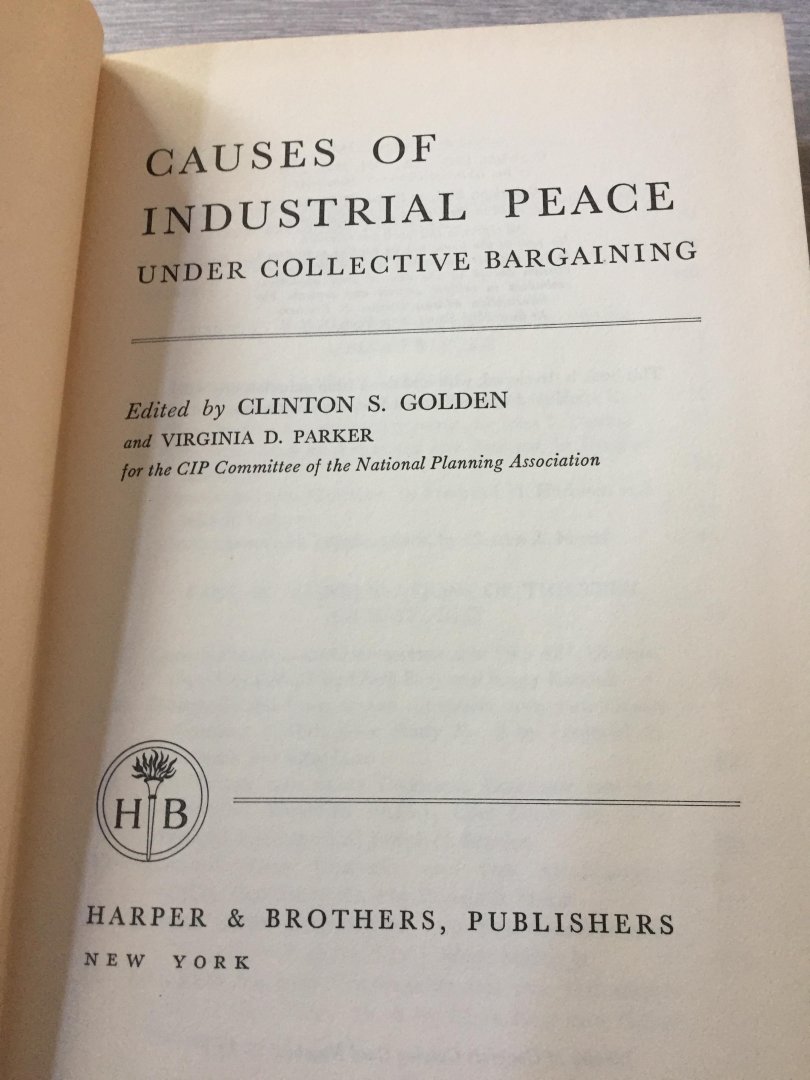 CAUSES OF
INDUSTRIAL PEACE
UNDER COLLECTIVE BARGAINING
Edited by CLINTON S. GOLDEN
and VIRGINIA D. PARKER
for the CIP Committee of the National Planning Association
H B
HARPER & BROTHERS, PUBLISHERS
NEW YORK